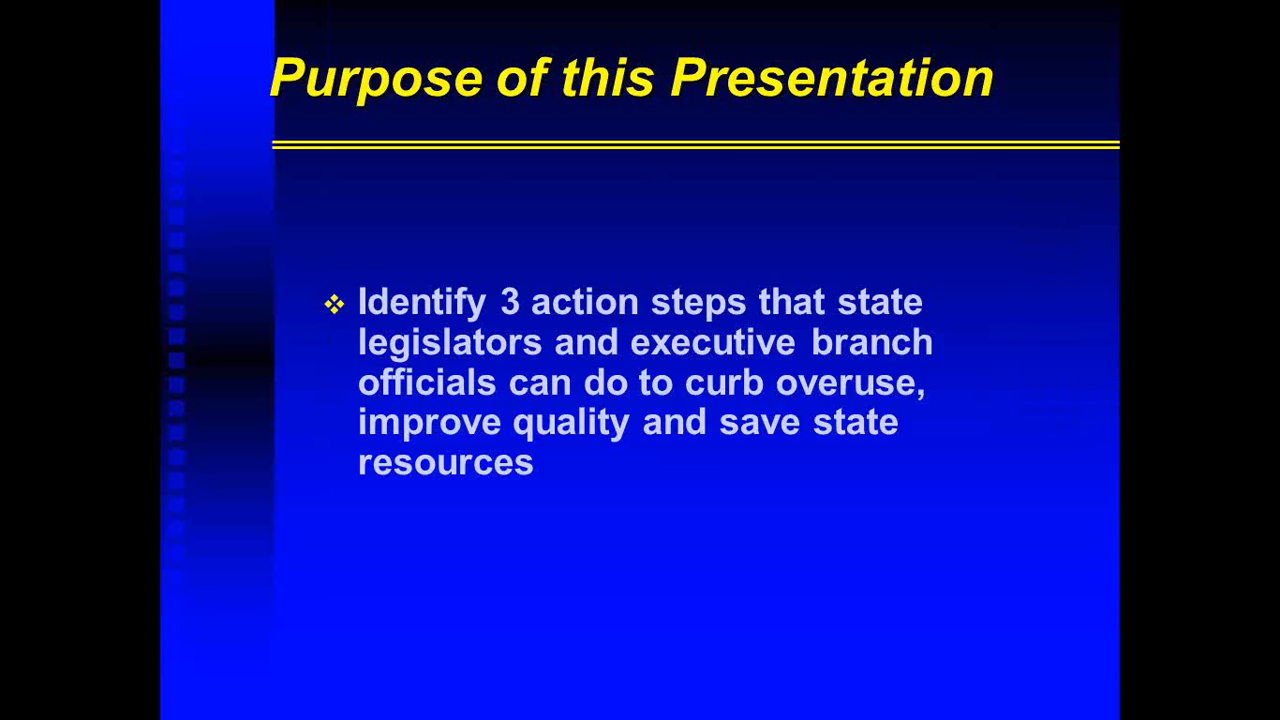 Purpose of this Presentation
Identify 3 action steps that state
legislators and executive branch
officials can do to curb overuse,
improve quality and save state
resources